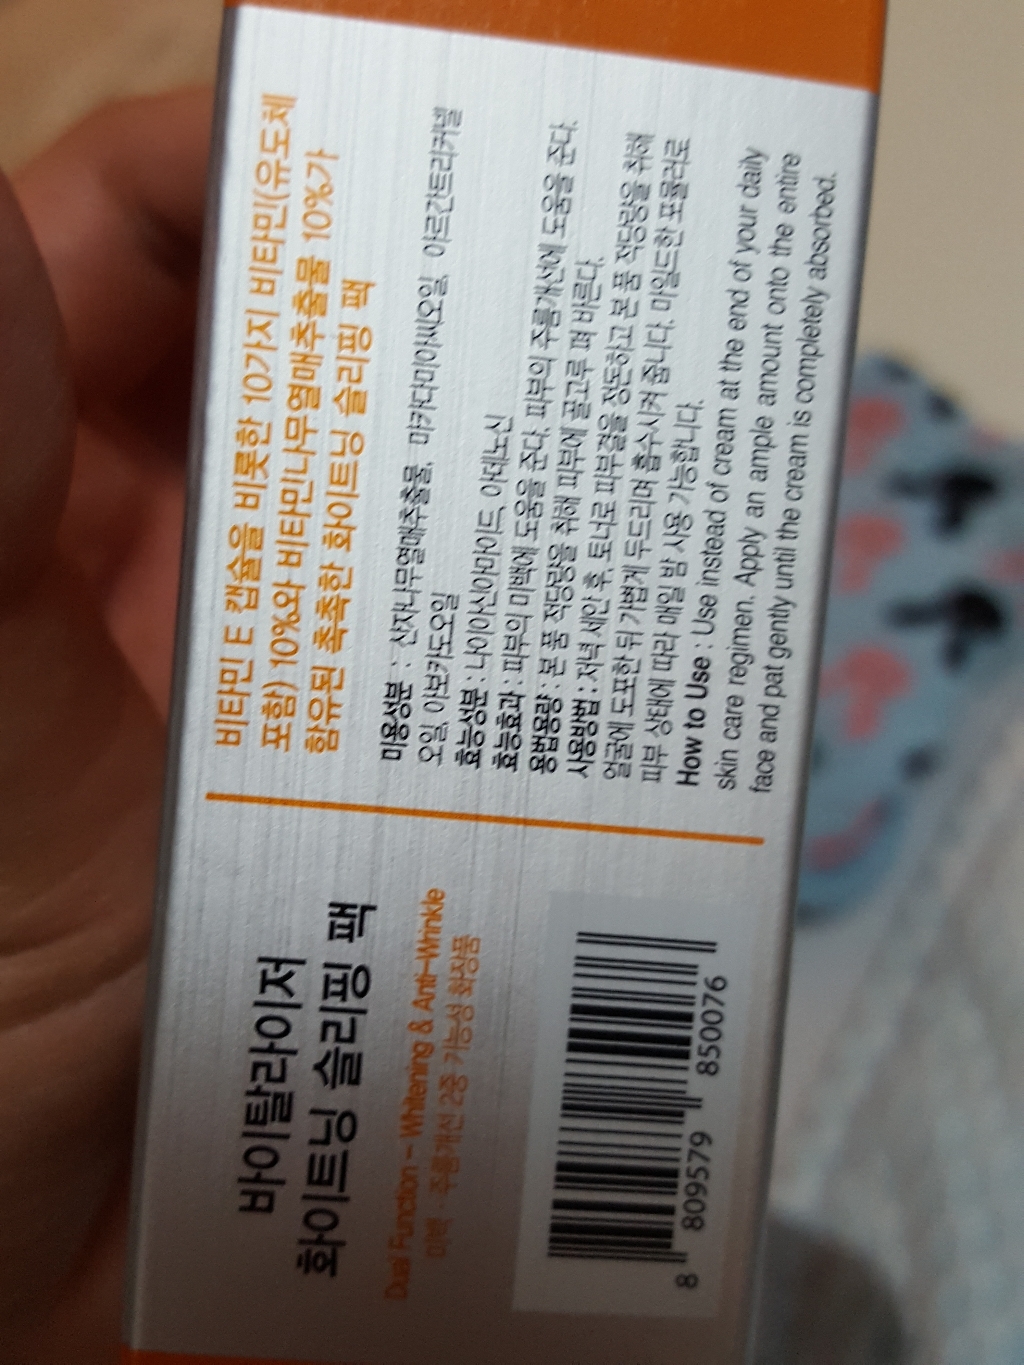 바이탈라이저
화이트닝 슬리핑 팩
Dual Function - Whitening & Anti-Wrinkle
미백 · 주름개선 2중 기능성 화장품
8 809579 850076
비타민 E 캡슐을 비롯한 10가지 비타민(유도체
포함) 10%와 비타민나무열매추출물 10%가
함유된 촉촉한 화이트닝 슬리핑 팩
미용성분 : 산자나무열매추출물, 마카다미아씨오일, 아르간트리커넬
오일, 아보카도오일
효능성분 : 나이아신아마이드, 아데노신
효능효과 : 피부의 미백에 도움을 준다. 피부의 주름개선에 도움을 준다.
용법용량 : 본 품 적당량을 취해 피부에 골고루 펴 바른다.
사용방법 : 저녁 세안 후, 토너로 피부결을 정돈하고 본 품 적당량을 취해
얼굴에 도포한 뒤 가볍게 두드리며 흡수시켜 줍니다. 마일드한 포뮬러로
피부 상태에 따라 매일 밤 사용 가능합니다.
How to Use : Use instead of cream at the end of your daily
skin care regimen. Apply an ample amount onto the entire
face and pat gently until the cream is completely absorbed.